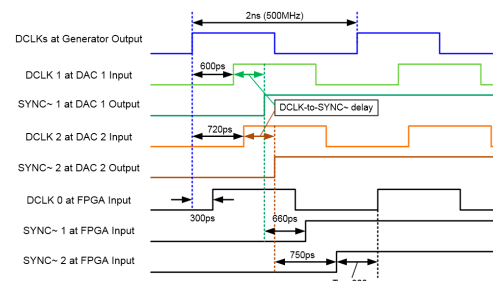 2ns (500MHz)
DCLKs at Generator Output
600ps
DCLK 1 at DAC 1 Input
SYNC~ 1 at DAC 1 Output
DCLK-to-SYNC~ delay
720ps
DCLK 2 at DAC 2 Input
SYNC~ 2 at DAC 2 Output
DCLK 0 at FPGA Input
300ps
660ps
SYNC~ 1 at FPGA Input
750ps
SYNC~ 2 at FPGA Input